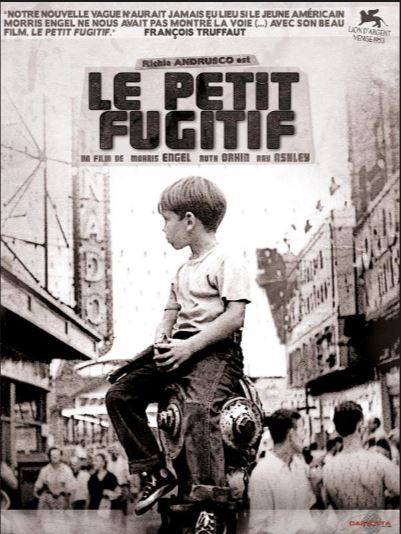 "NOTRE NOUVELLE VAGUE N'AURAIT JAMAIS EU LIEU SI LE JEUNE AMÉRICAIN
MORRIS ENGEL NE NOUS AVAIT PAS MONTRÉ LA VOIE (...) AVEC SON BEAU
FILM, LE PETIT FUGITIF." FRANÇOIS TRUFFAUT
LION D'ARGENT
VENISE 1953
Richie ANDRUSCO est
LE PETIT
FUGITIF
UN FILM DE MORRIS ENGEL RUTH ORKIN RAY ASHLEY
NADO
CARLOTTA